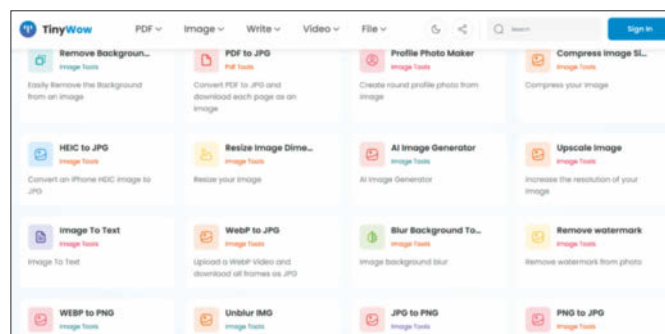 TinyWow PDF Image Write Video File Search Sign In
Remove Backgroun... PDF to JPG Profile Photo Maker Compress Image Si...
Image Tools Pdf Tools Image Tools Image Tools
Easily Remove the Background Convert PDF to JPG and Create round profile photo from Compress your image
from an image download each page as an image
image
HEIC to JPG Resize Image Dime... AI Image Generator Upscale Image
Image Tools Image Tools Image Tools Image Tools
Convert an iPhone HEIC image to Resize your image AI Image Generator Increase the resolution of your
JPG image
Image To Text WebP to JPG Blur Background To... Remove watermark
Image Tools Image Tools Image Tools Image Tools
Image To Text Upload a WebP Video and Image background blur Remove watermark from photo
download all frames as JPG
WEBP to PNG Unblur IMG JPG to PNG PNG to JPG
Image Tools Image Tools Image Tools Image Tools